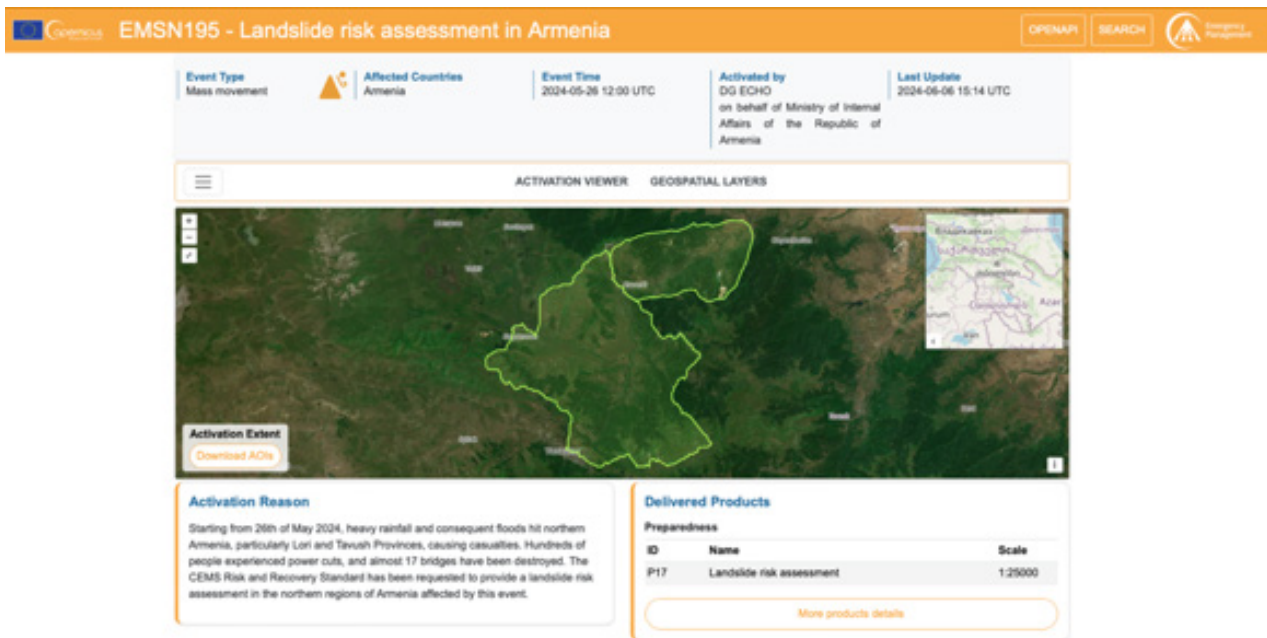 Copernicus
EMSN195 - Landslide risk assessment in Armenia
OPENAPI
SEARCH
Emergency
Management
Event Type
Mass movement
Affected Countries
Armenia
Event Time
2024-05-26 12:00 UTC
Activated by
DG ECHO
on behalf of Ministry of Internal
Affairs of the Republic of
Armenia
Last Update
2024-06-06 15:14 UTC
ACTIVATION VIEWER
GEOSPATIAL LAYERS
+
−
Activation Extent
Download AOIs
i
Activation Reason
Starting from 26th of May 2024, heavy rainfall and consequent floods hit northern
Armenia, particularly Lori and Tavush Provinces, causing casualties. Hundreds of
people experienced power cuts, and almost 17 bridges have been destroyed. The
CEMS Risk and Recovery Standard has been requested to provide a landslide risk
assessment in the northern regions of Armenia affected by this event.
Delivered Products
Preparedness
ID Name Scale
P17 Landslide risk assessment 1:25000
More products details